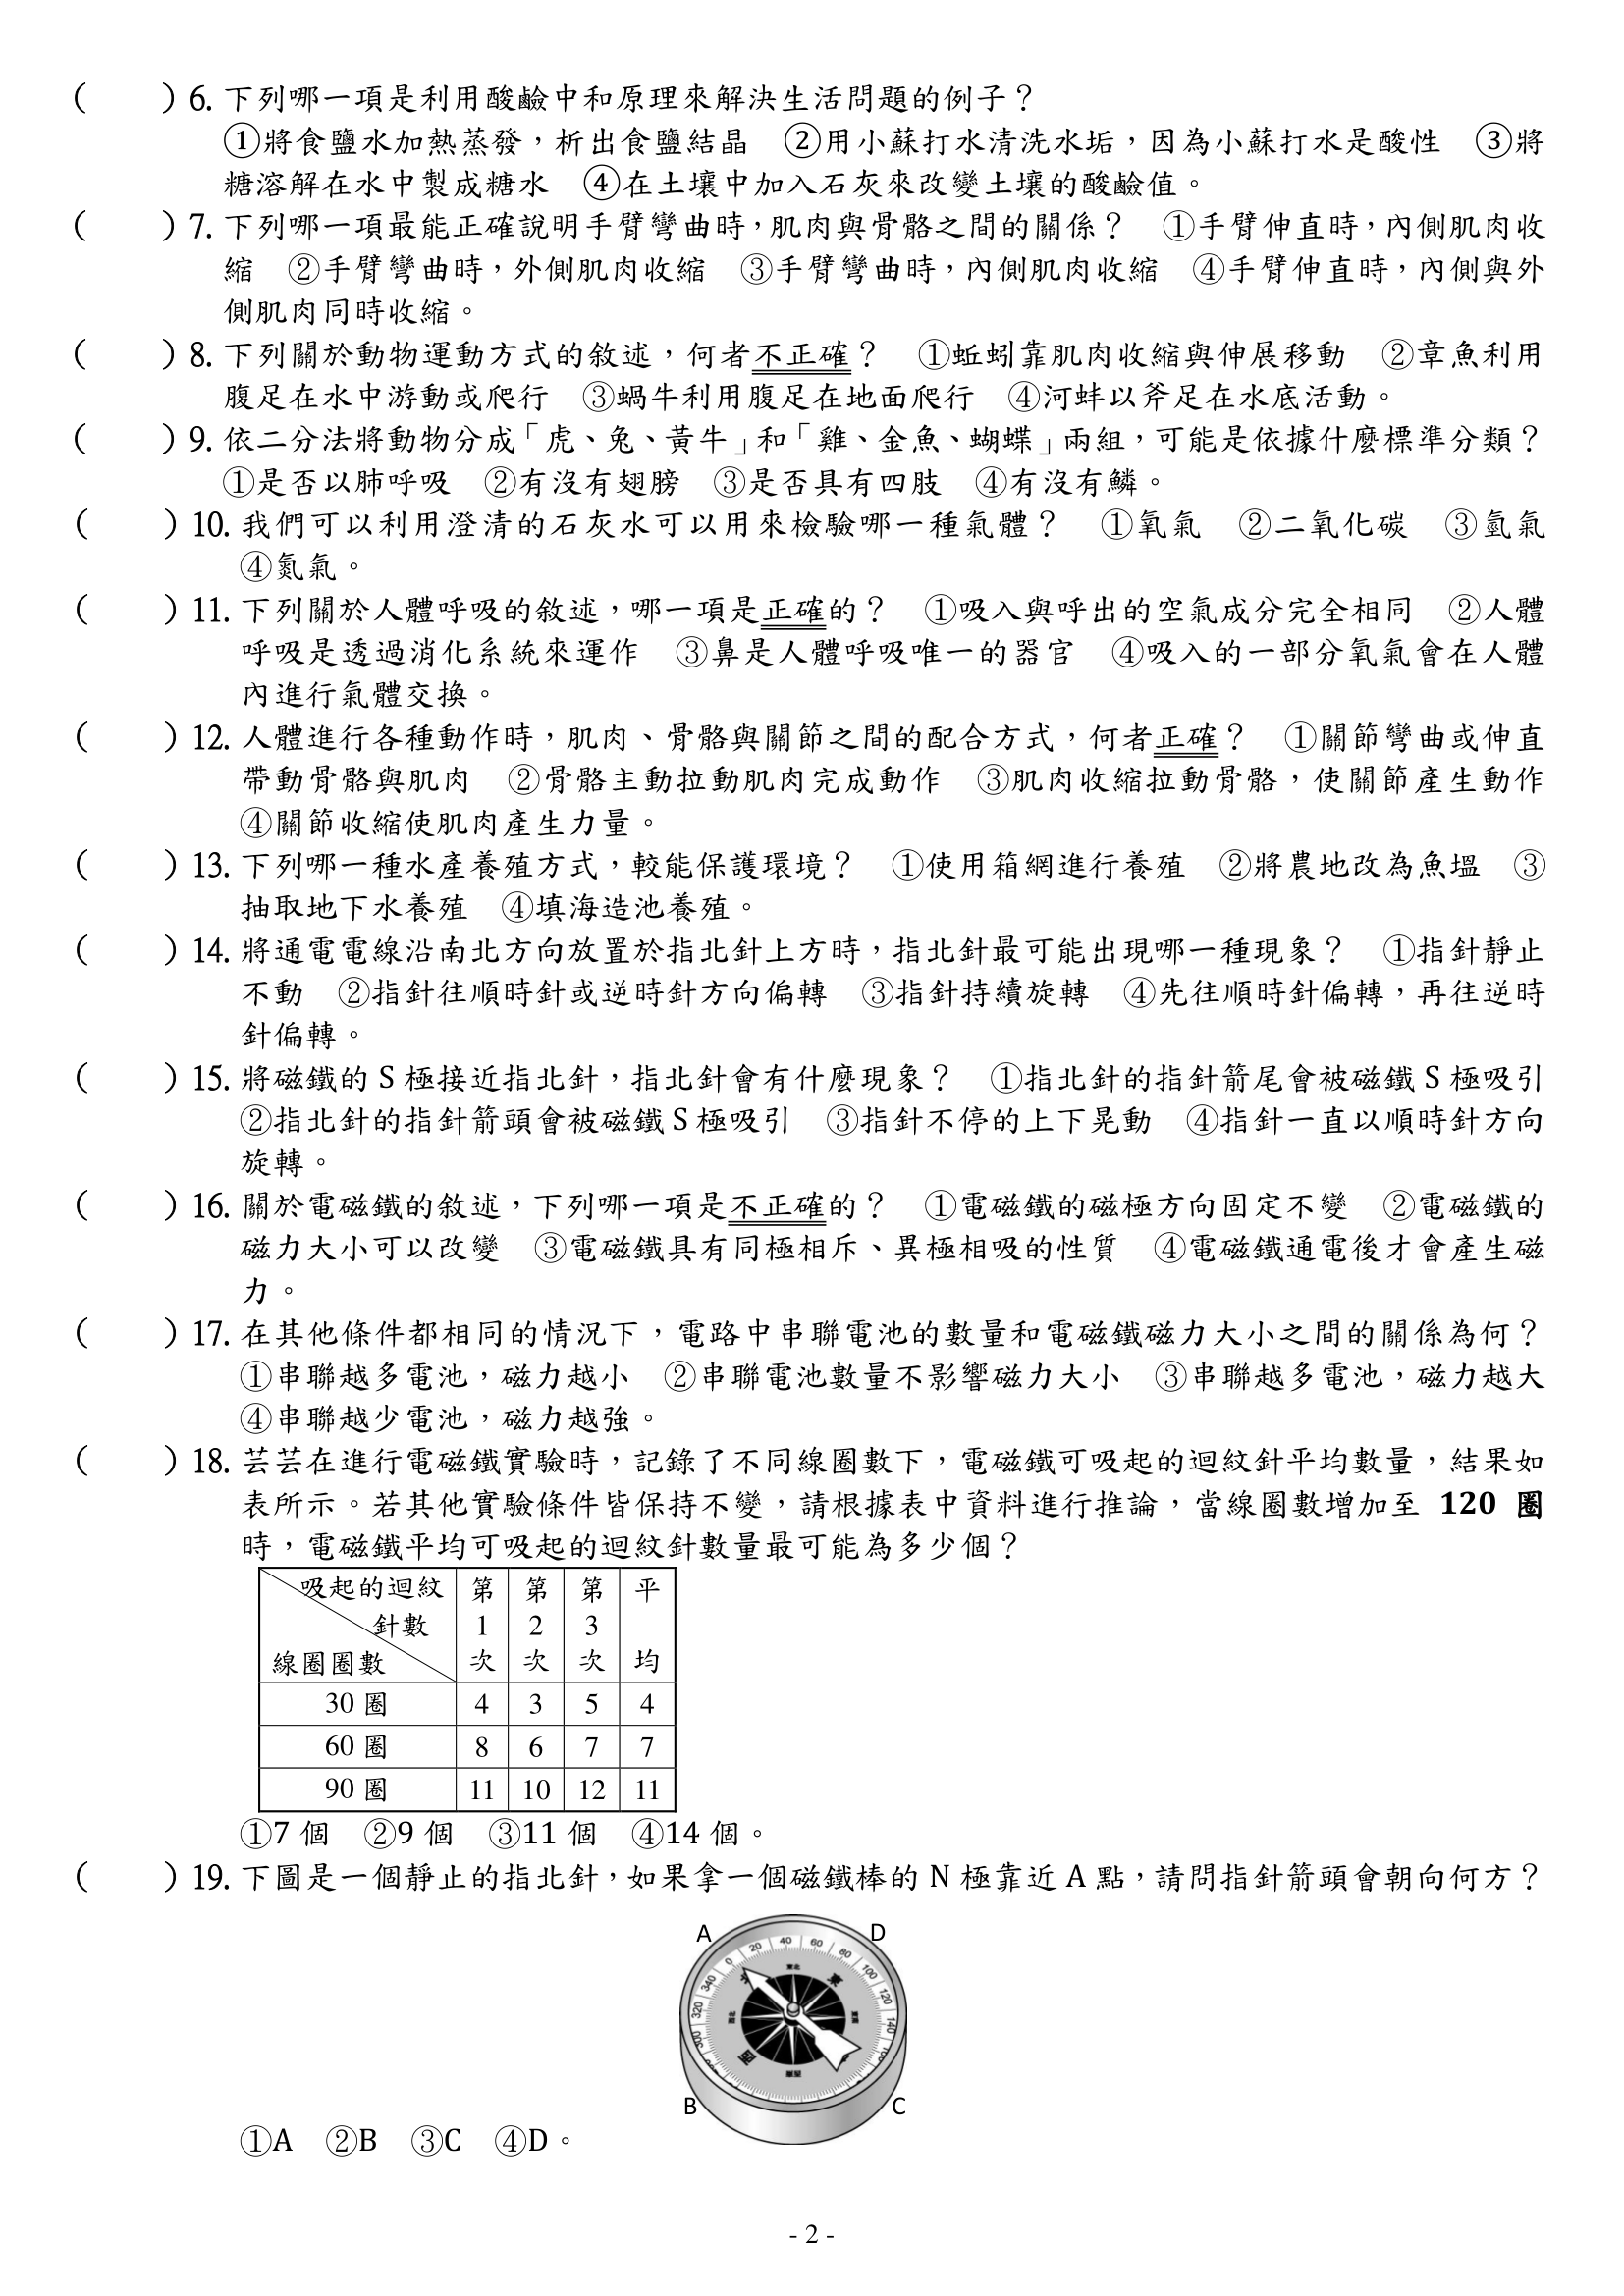 (　　) 6. 下列哪一項是利用酸鹼中和原理來解決生活問題的例子？
①將食鹽水加熱蒸發，析出食鹽結晶　②用小蘇打水清洗水垢，因為小蘇打水是酸性　③將
糖溶解在水中製成糖水　④在土壤中加入石灰來改變土壤的酸鹼值。
(　　) 7. 下列哪一項最能正確說明手臂彎曲時，肌肉與骨骼之間的關係？　①手臂伸直時，內側肌肉收
縮　②手臂彎曲時，外側肌肉收縮　③手臂彎曲時，內側肌肉收縮　④手臂伸直時，內側與外
側肌肉同時收縮。
(　　) 8. 下列關於動物運動方式的敘述，何者不正確？　①蚯蚓靠肌肉收縮與伸展移動　②章魚利用
腹足在水中游動或爬行　③蝸牛利用腹足在地面爬行　④河蚌以斧足在水底活動。
(　　) 9. 依二分法將動物分成「虎、兔、黃牛」和「雞、金魚、蝴蝶」兩組，可能是依據什麼標準分類？
①是否以肺呼吸　②有沒有翅膀　③是否具有四肢　④有沒有鱗。
(　　) 10. 我們可以利用澄清的石灰水可以用來檢驗哪一種氣體？　①氧氣　②二氧化碳　③氫氣
④氮氣。
(　　) 11. 下列關於人體呼吸的敘述，哪一項是正確的？　①吸入與呼出的空氣成分完全相同　②人體
呼吸是透過消化系統來運作　③鼻是人體呼吸唯一的器官　④吸入的一部分氧氣會在人體
內進行氣體交換。
(　　) 12. 人體進行各種動作時，肌肉、骨骼與關節之間的配合方式，何者正確？　①關節彎曲或伸直
帶動骨骼與肌肉　②骨骼主動拉動肌肉完成動作　③肌肉收縮拉動骨骼，使關節產生動作
④關節收縮使肌肉產生力量。
(　　) 13. 下列哪一種水產養殖方式，較能保護環境？　①使用箱網進行養殖　②將農地改為魚塭　③
抽取地下水養殖　④填海造池養殖。
(　　) 14. 將通電電線沿南北方向放置於指北針上方時，指北針最可能出現哪一種現象？　①指針靜止
不動　②指針往順時針或逆時針方向偏轉　③指針持續旋轉　④先往順時針偏轉，再往逆時
針偏轉。
(　　) 15. 將磁鐵的 S 極接近指北針，指北針會有什麼現象？　①指北針的指針箭尾會被磁鐵 S 極吸引
②指北針的指針箭頭會被磁鐵 S 極吸引　③指針不停的上下晃動　④指針一直以順時針方向
旋轉。
(　　) 16. 關於電磁鐵的敘述，下列哪一項是不正確的？　①電磁鐵的磁極方向固定不變　②電磁鐵的
磁力大小可以改變　③電磁鐵具有同極相斥、異極相吸的性質　④電磁鐵通電後才會產生磁
力。
(　　) 17. 在其他條件都相同的情況下，電路中串聯電池的數量和電磁鐵磁力大小之間的關係為何？
①串聯越多電池，磁力越小　②串聯電池數量不影響磁力大小　③串聯越多電池，磁力越大
④串聯越少電池，磁力越強。
(　　) 18. 芸芸在進行電磁鐵實驗時，記錄了不同線圈數下，電磁鐵可吸起的迴紋針平均數量，結果如
表所示。若其他實驗條件皆保持不變，請根據表中資料進行推論，當線圈數增加至 120 圈
時，電磁鐵平均可吸起的迴紋針數量最可能為多少個？
吸起的迴紋 第 第 第 平
針數 1 2 3
線圈圈數 次 次 次 均
30 圈 4 3 5 4
60 圈 8 6 7 7
90 圈 11 10 12 11
①7 個　②9 個　③11 個　④14 個。
(　　) 19. 下圖是一個靜止的指北針，如果拿一個磁鐵棒的 N 極靠近 A 點，請問指針箭頭會朝向何方？
A D
0 20 40 60 80 100 120 140
340 320 300
東北
東
西北
西
B C
①A　②B　③C　④D。
- 2 -